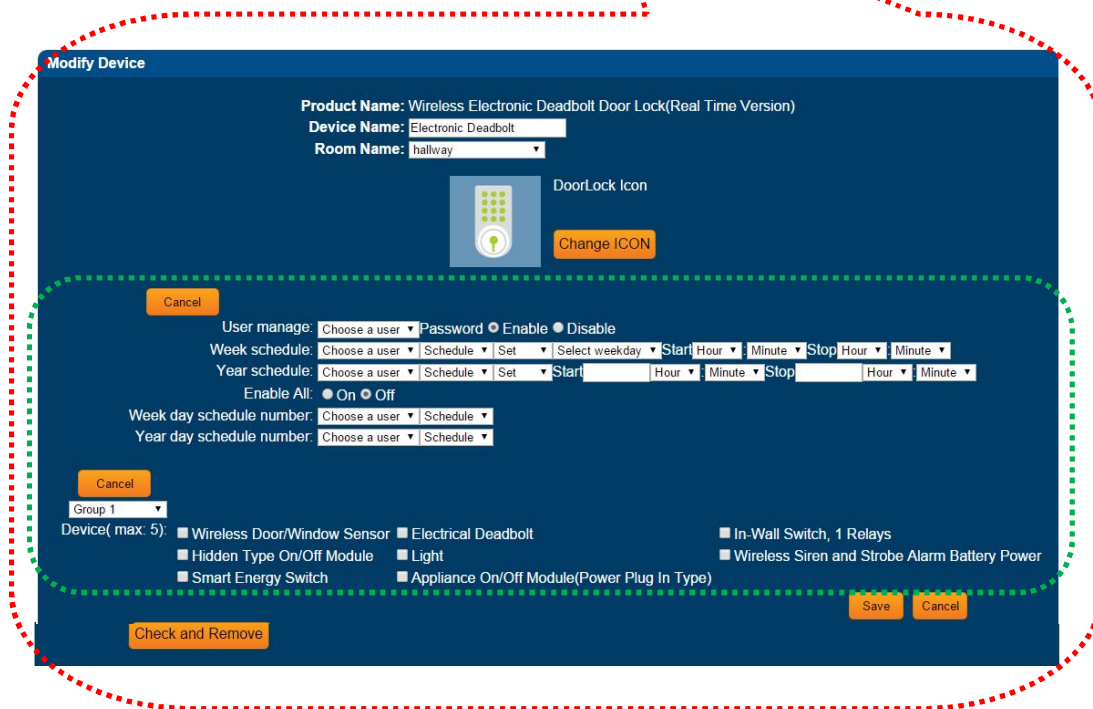 Modify Device
Product Name: Wireless Electronic Deadbolt Door Lock(Real Time Version)
Device Name: Electronic Deadbolt
Room Name: hallway
DoorLock Icon
Change ICON
Cancel
User manage: Choose a user Password Enable Disable
Week schedule: Choose a user Schedule Set Select weekday Start Hour : Minute Stop Hour : Minute
Year schedule: Choose a user Schedule Set Start Hour : Minute Stop Hour : Minute
Enable All: On Off
Week day schedule number: Choose a user Schedule
Year day schedule number: Choose a user Schedule
Cancel
Group 1
Device( max: 5): Wireless Door/Window Sensor Electrical Deadbolt In-Wall Switch, 1 Relays
Hidden Type On/Off Module Light Wireless Siren and Strobe Alarm Battery Power
Smart Energy Switch Appliance On/Off Module(Power Plug In Type)
Save Cancel
Check and Remove